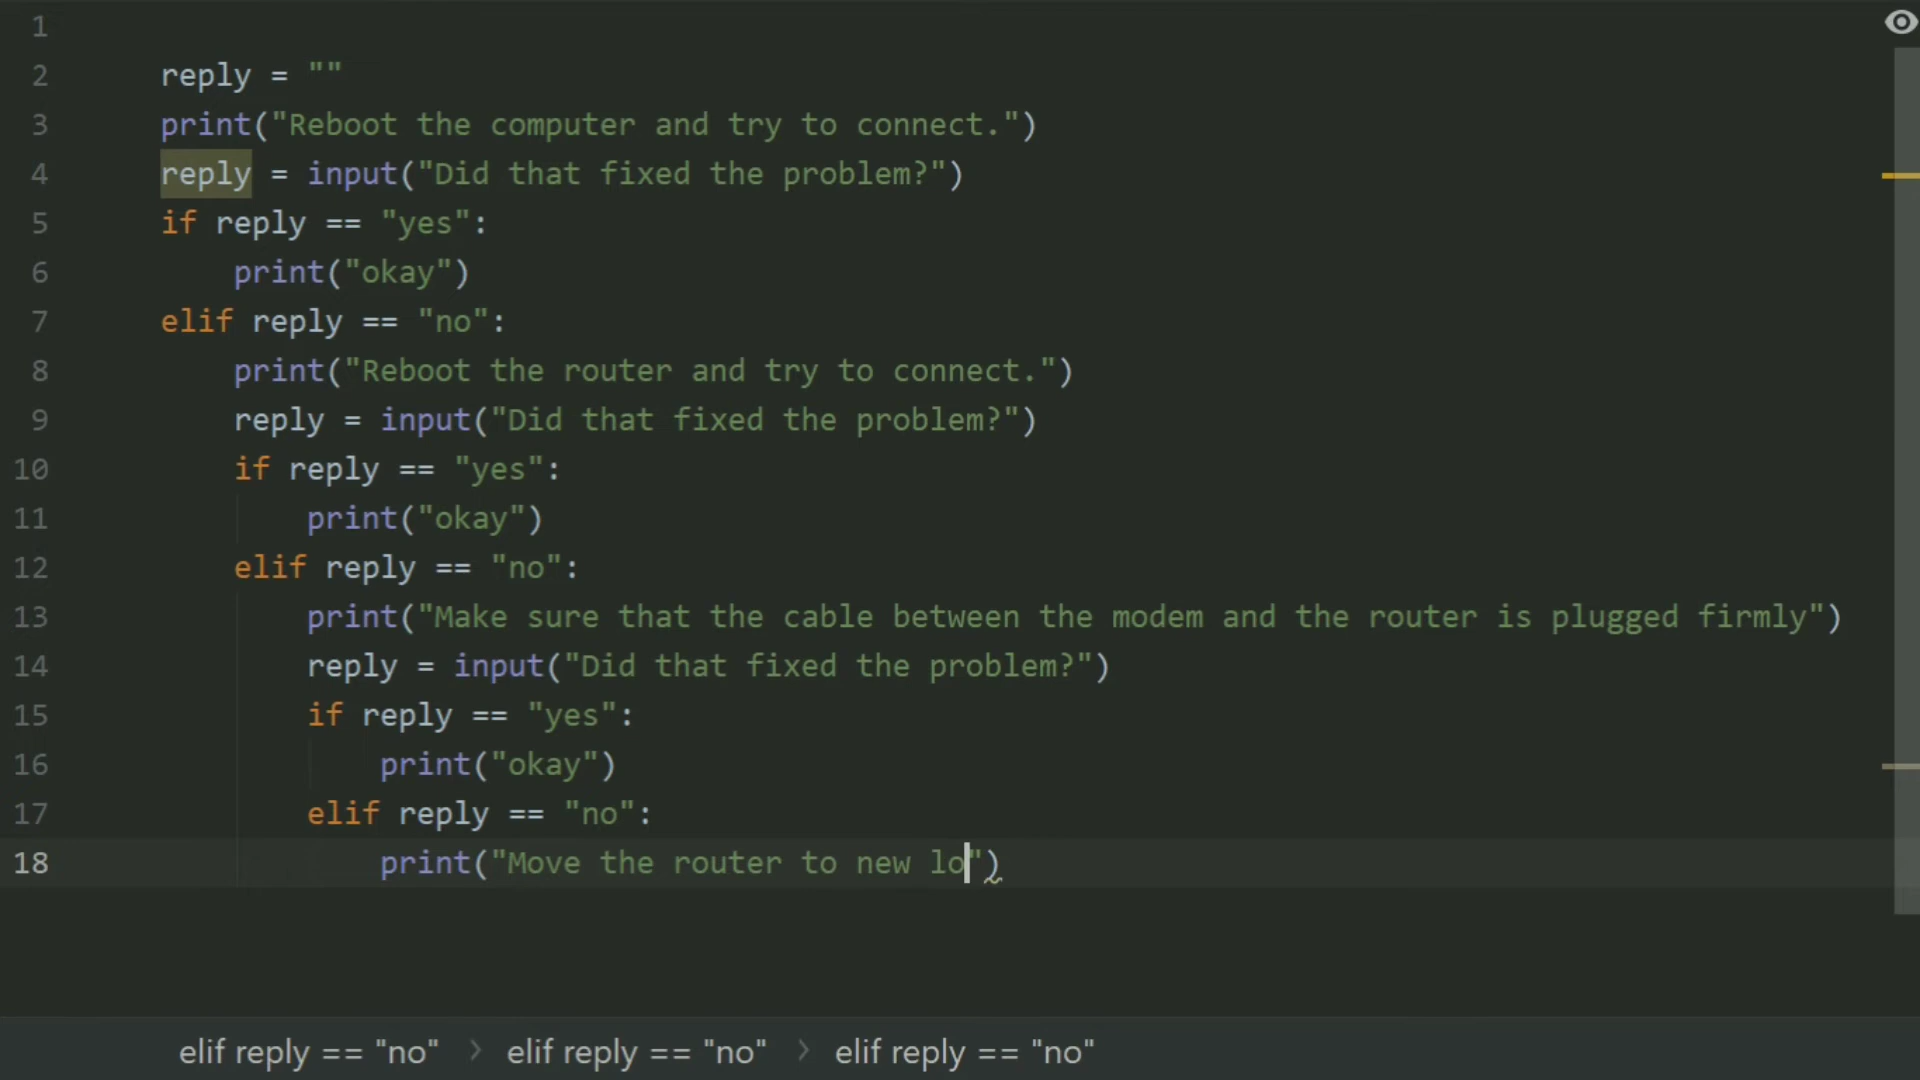 1
2 reply = ""
3 print("Reboot the computer and try to connect.")
4 reply = input("Did that fixed the problem?")
5 if reply == "yes":
6     print("okay")
7 elif reply == "no":
8     print("Reboot the router and try to connect.")
9     reply = input("Did that fixed the problem?")
10     if reply == "yes":
11         print("okay")
12     elif reply == "no":
13         print("Make sure that the cable between the modem and the router is plugged firmly")
14         reply = input("Did that fixed the problem?")
15         if reply == "yes":
16             print("okay")
17         elif reply == "no":
18             print("Move the router to new lo")
elif reply == "no" > elif reply == "no" > elif reply == "no"